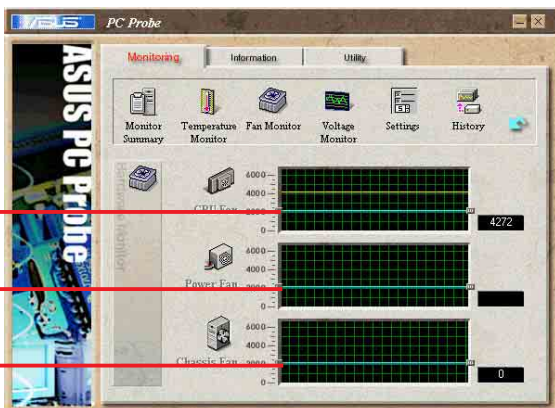 ASUS PC Probe
Monitoring Information Utility
Monitor Summary
Temperature Monitor
Fan Monitor
Voltage Monitor
Settings
History
ASUS PC Probe
Hardware Monitor
CPU Fan
6000
4000
2000
0
4272
Power Fan
6000
4000
2000
0
Chassis Fan
6000
4000
2000
0
0